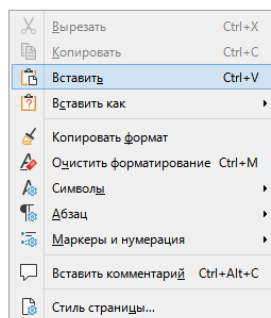 Вырезать Ctrl+X
Копировать Ctrl+C
Вставить Ctrl+V
Вставить как
Копировать формат
Очистить форматирование Ctrl+M
Символы
Абзац
Маркеры и нумерация
Вставить комментарий Ctrl+Alt+C
Стиль страницы...